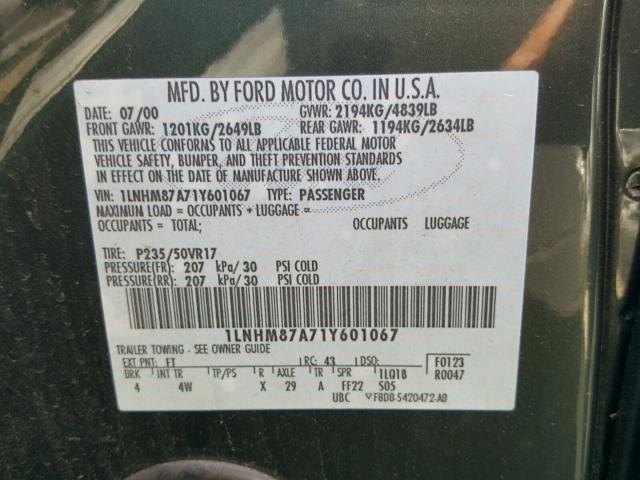 MFD. BY FORD MOTOR CO. IN U.S.A.
DATE: 07/00 GVWR: 2194KG/4839LB
FRONT GAWR: 1201KG/2649LB REAR GAWR: 1194KG/2634LB
THIS VEHICLE CONFORMS TO ALL APPLICABLE FEDERAL MOTOR
VEHICLE SAFETY, BUMPER, AND THEFT PREVENTION STANDARDS
IN EFFECT ON THE DATE OF MANUFACTURE SHOWN ABOVE.
VIN: 1LNHM87A71Y601067 TYPE: PASSENGER
MAXIMUM LOAD = OCCUPANTS + LUGGAGE =
OCCUPANTS = TOTAL; OCCUPANTS LUGGAGE
TIRE: P235/50VR17
PRESSURE(FR): 207 kPa/30 PSI COLD
PRESSURE(RR): 207 kPa/30 PSI COLD
1LNHM87A71Y601067
TRAILER TOWING - SEE OWNER GUIDE
EXT PNT: FT RC: 43 DSO: F0123
BRK INT TR TP/PS R AXLE TR SPR 1LQ18 R0047
4 4W X 29 A FF22 S05
UBC F8DB-5420472-AB